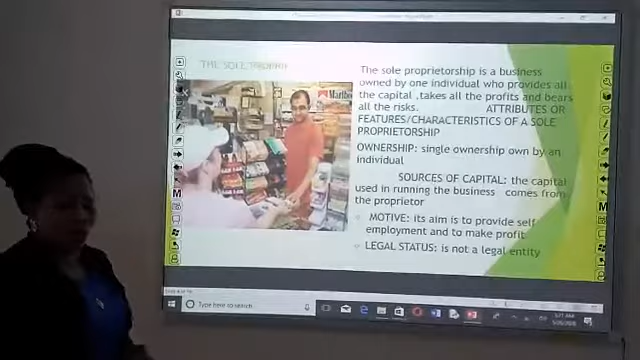 THE SOLE
The sole proprietorship is a business
owned by one individual who provides all
the capital ,takes all the profits and bears
all the risks. ATTRIBUTES OR
FEATURES/CHARACTERISTICS OF A SOLE
PROPRIETORSHIP
OWNERSHIP: single ownership own by an
individual
SOURCES OF CAPITAL: the capital
used in running the business comes from
the proprietor
MOTIVE: its aim is to provide self
employment and to make profit
LEGAL STATUS: is not a legal entity
Marlboro
Type here to search